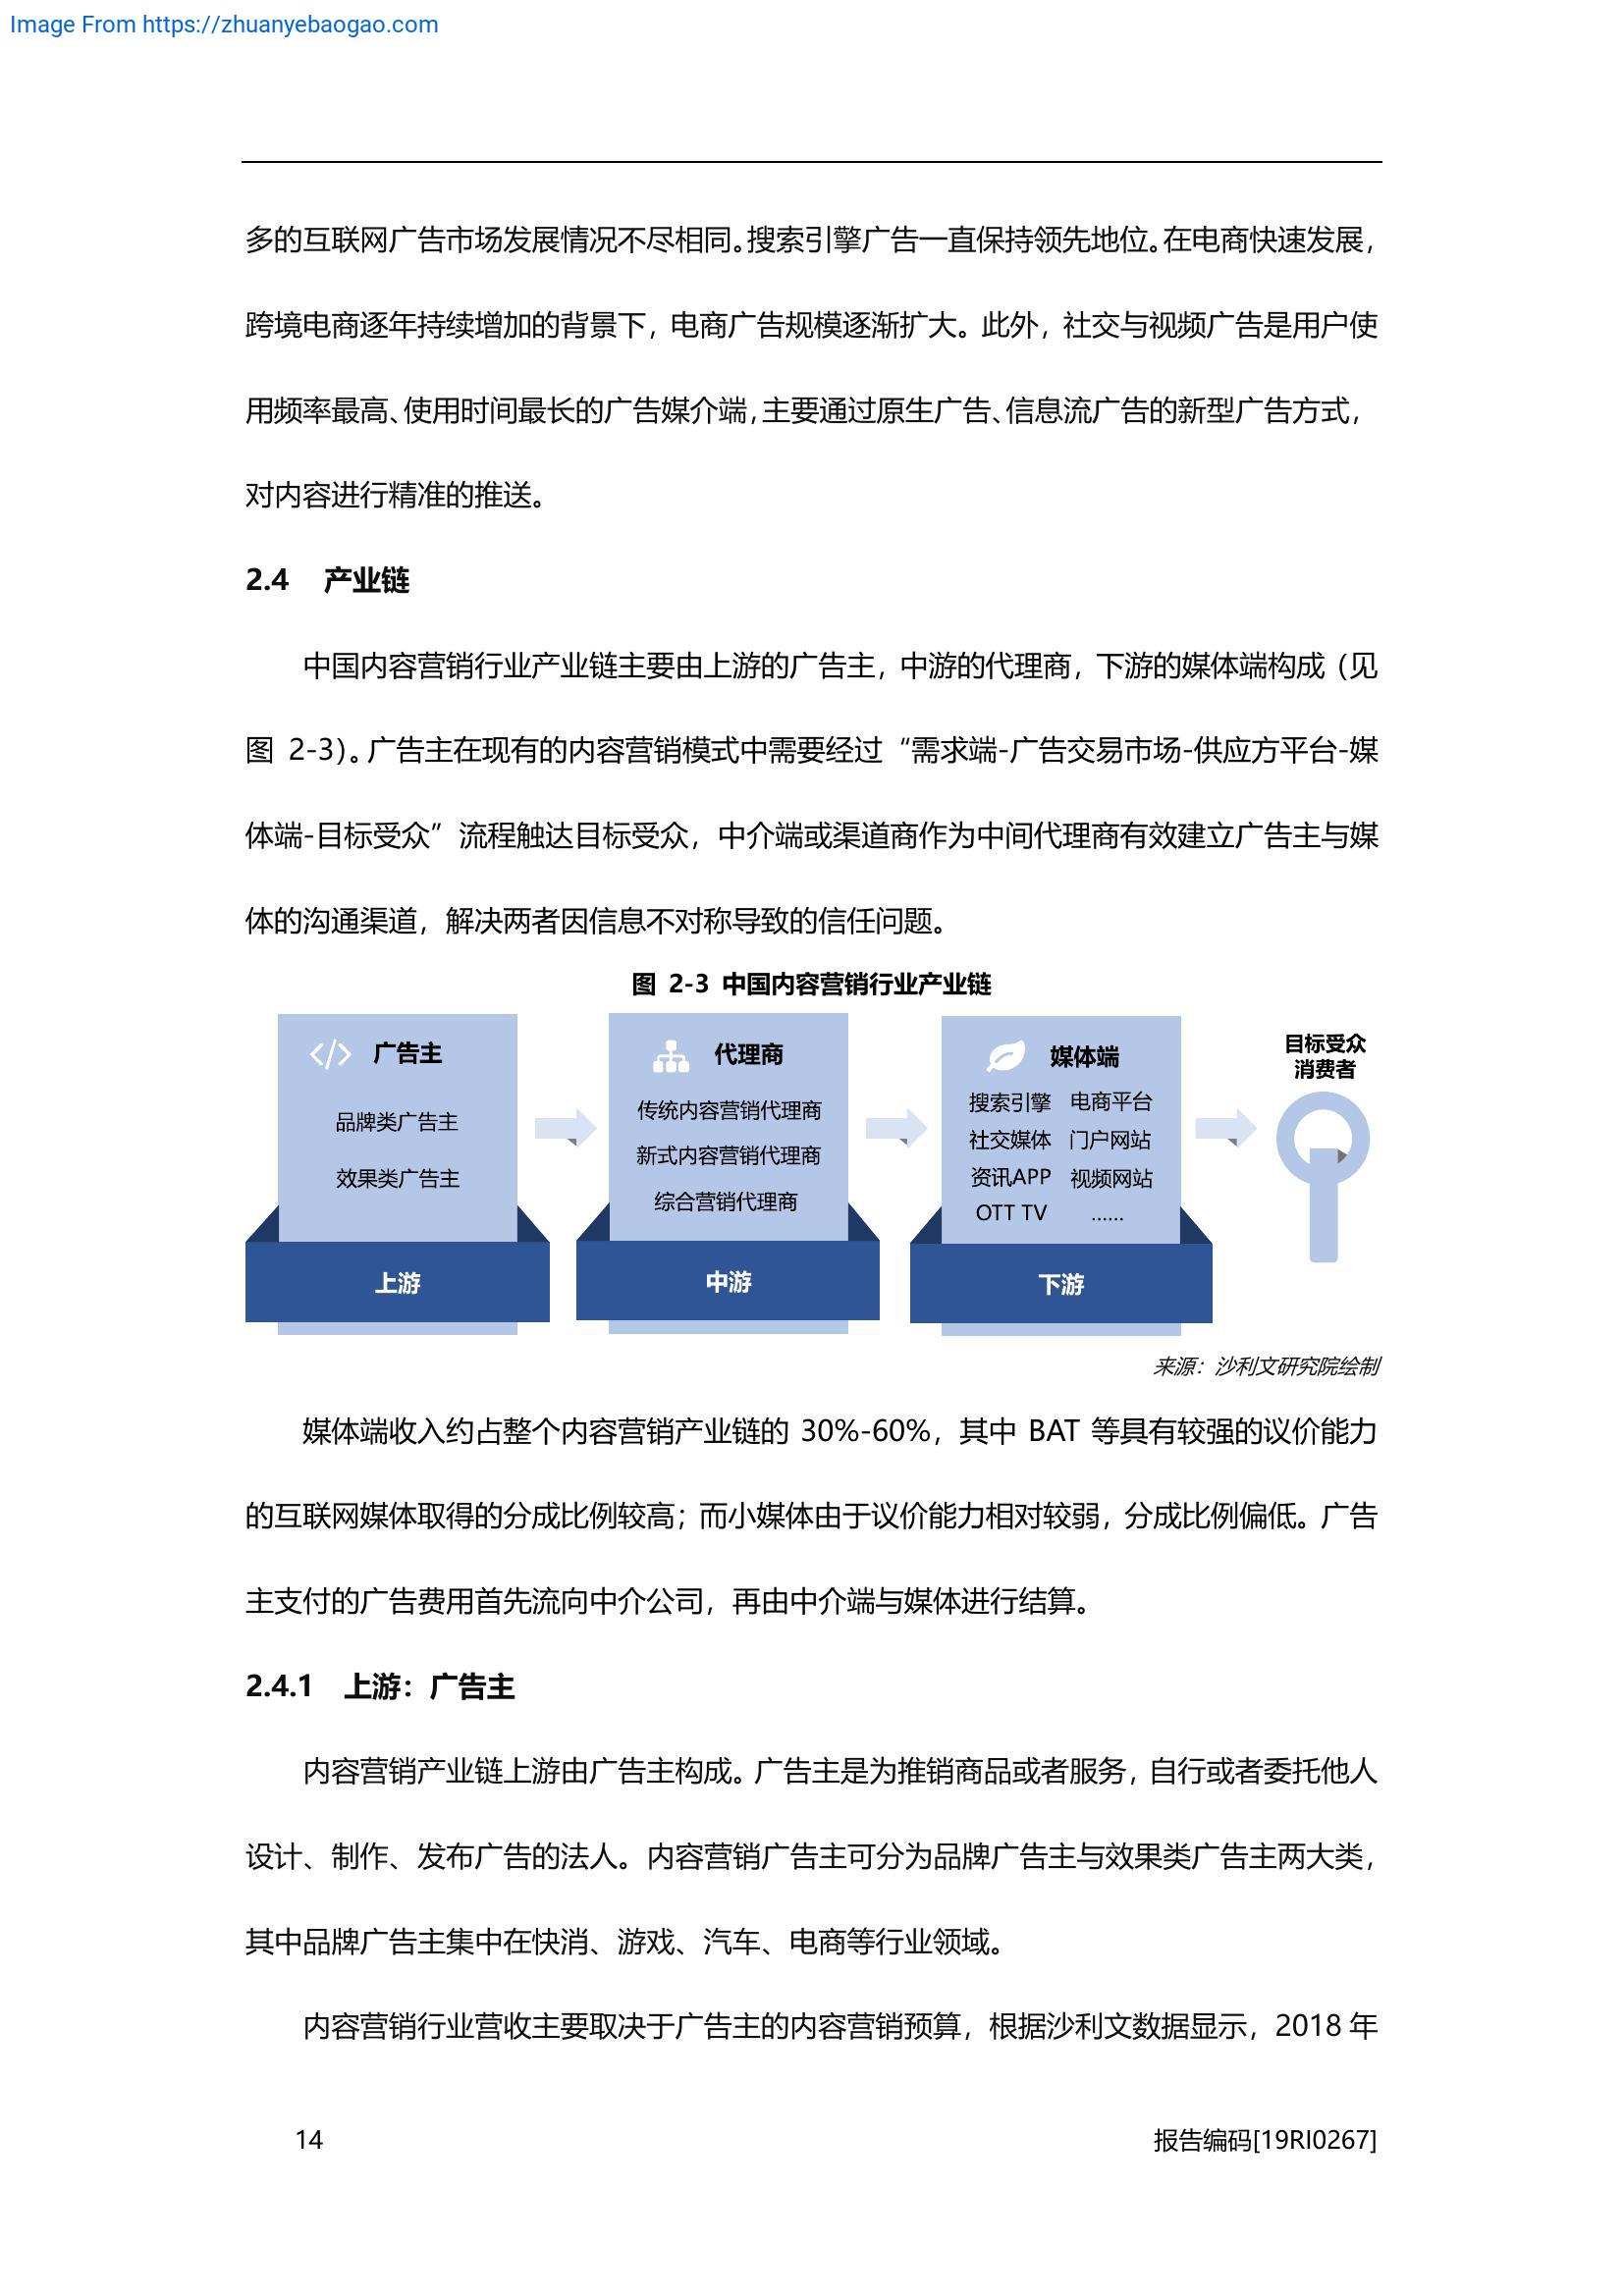 Image From https://zhuanyebaogao.com
多的互联网广告市场发展情况不尽相同。搜索引擎广告一直保持领先地位。在电商快速发展，
跨境电商逐年持续增加的背景下，电商广告规模逐渐扩大。此外，社交与视频广告是用户使
用频率最高、使用时间最长的广告媒介端，主要通过原生广告、信息流广告的新型广告方式，
对内容进行精准的推送。
2.4 产业链
中国内容营销行业产业链主要由上游的广告主，中游的代理商，下游的媒体端构成（见
图 2-3）。广告主在现有的内容营销模式中需要经过“需求端-广告交易市场-供应方平台-媒
体端-目标受众”流程触达目标受众，中介端或渠道商作为中间代理商有效建立广告主与媒
体的沟通渠道，解决两者因信息不对称导致的信任问题。
图 2-3 中国内容营销行业产业链
广告主
品牌类广告主
效果类广告主
上游
代理商
传统内容营销代理商
新式内容营销代理商
综合营销代理商
中游
媒体端
搜索引擎 电商平台
社交媒体 门户网站
资讯APP 视频网站
OTT TV ......
下游
目标受众
消费者
来源：沙利文研究院绘制
媒体端收入约占整个内容营销产业链的 30%-60%，其中 BAT 等具有较强的议价能力
的互联网媒体取得的分成比例较高；而小媒体由于议价能力相对较弱，分成比例偏低。广告
主支付的广告费用首先流向中介公司，再由中介端与媒体进行结算。
2.4.1 上游：广告主
内容营销产业链上游由广告主构成。广告主是为推销商品或者服务，自行或者委托他人
设计、制作、发布广告的法人。内容营销广告主可分为品牌广告主与效果类广告主两大类，
其中品牌广告主集中在快消、游戏、汽车、电商等行业领域。
内容营销行业营收主要取决于广告主的内容营销预算，根据沙利文数据显示，2018 年
14
报告编码[19RI0267]